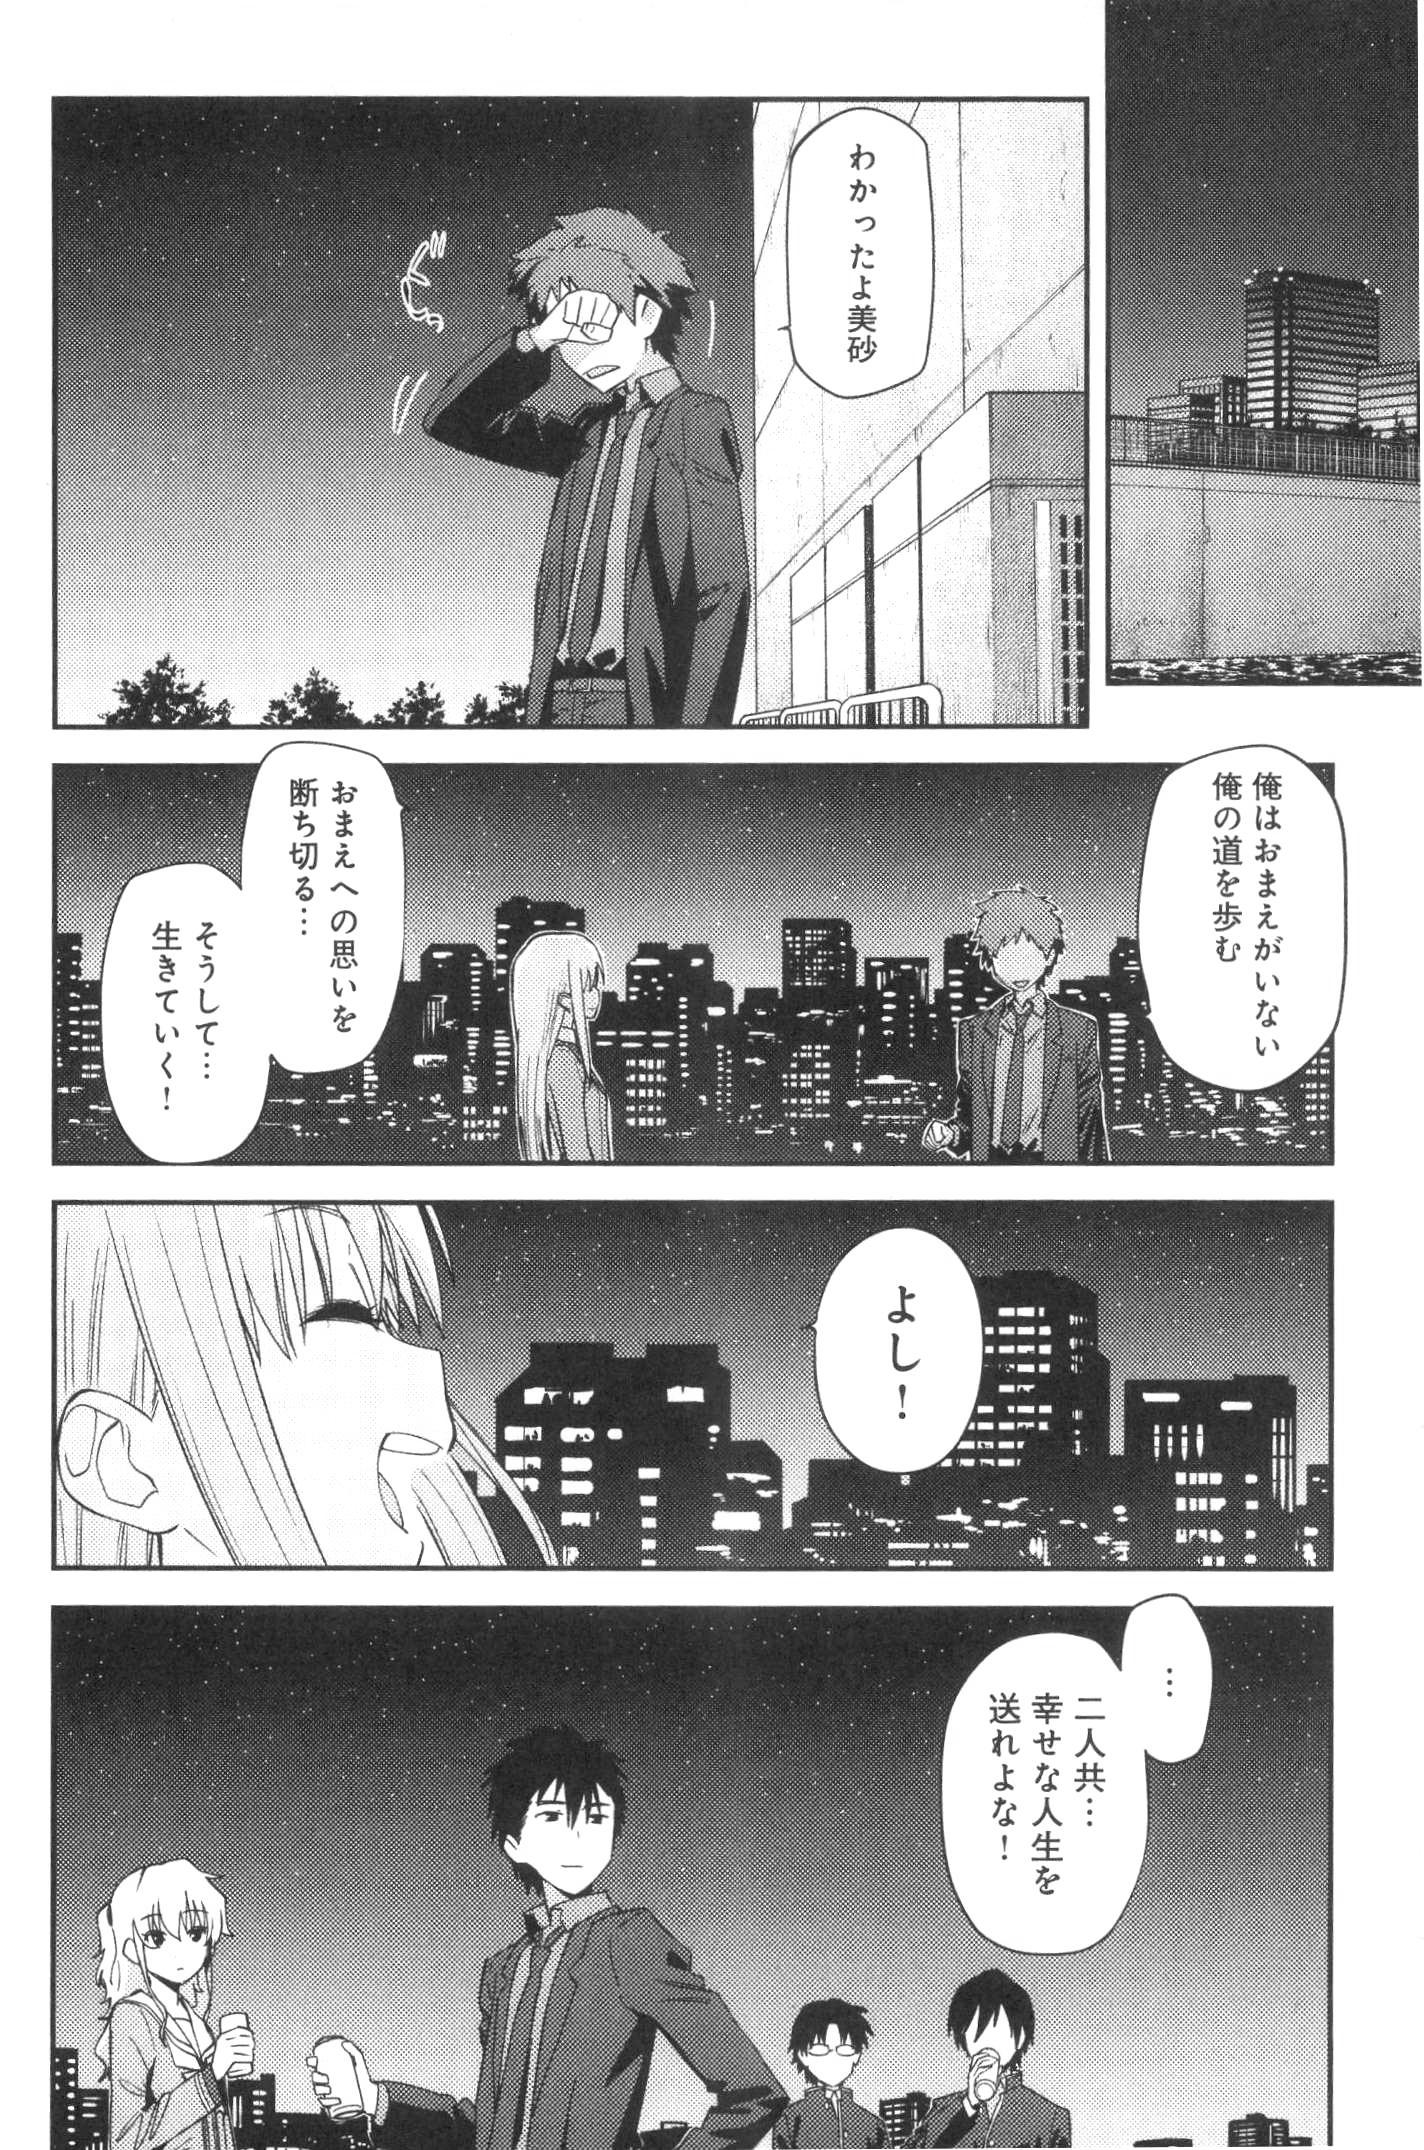 わかったよ美砂
俺はおまえがいない
俺の道を歩む
おまえへの思いを
断ち切る…
そうして…
生きていく！
よし！
…
二人共…
幸せな人生を
送れよな！